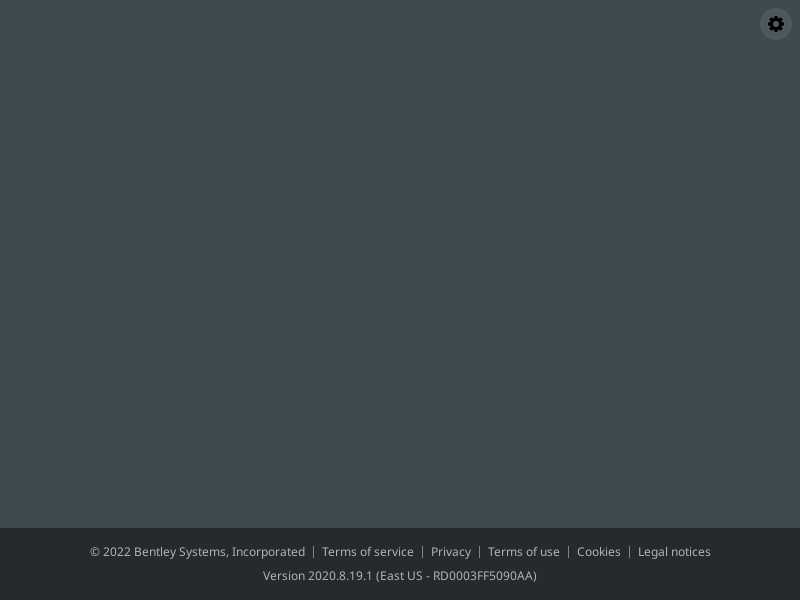 © 2022 Bentley Systems, Incorporated | Terms of service | Privacy | Terms of use | Cookies | Legal notices
Version 2020.8.19.1 (East US - RD0003FF5090AA)